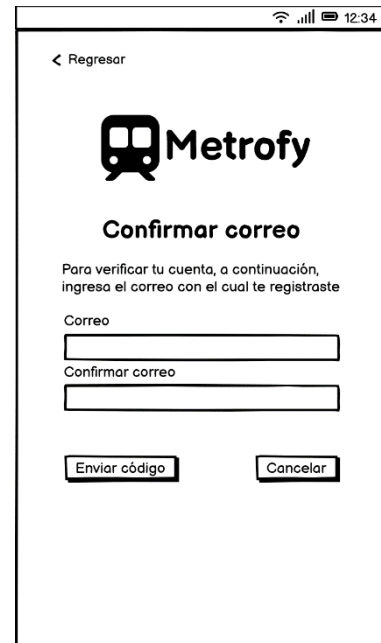 12:34
Regresar
Metrofy
Confirmar correo
Para verificar tu cuenta, a continuación,
ingresa el correo con el cual te registraste
Correo
Confirmar correo
Enviar código
Cancelar